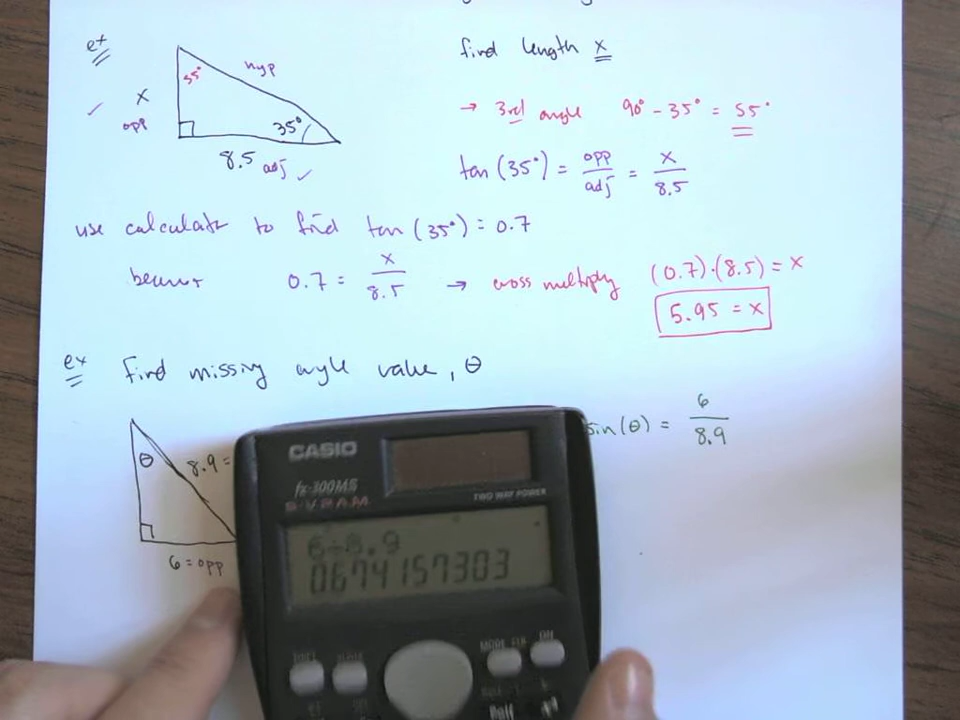 ex
find length x
55°
hyp
x
opp
35°
8.5 adj ✓
→ 3rd angle 90° - 35° = 55°
tan (35°) = opp/adj = x/8.5
use calculator to find tan (35°) = 0.7
0.7 = x/8.5 → cross multiply (0.7)·(8.5) = x
5.95 = x
ex find missing angle value, θ
θ
8.9 =
6 = opp
sin(θ) = 6/8.9
CASIO
fx-300MS
S-V.P.A.M.
TWO WAY POWER
6÷8.9
0.674157303
MODE CLR
ON